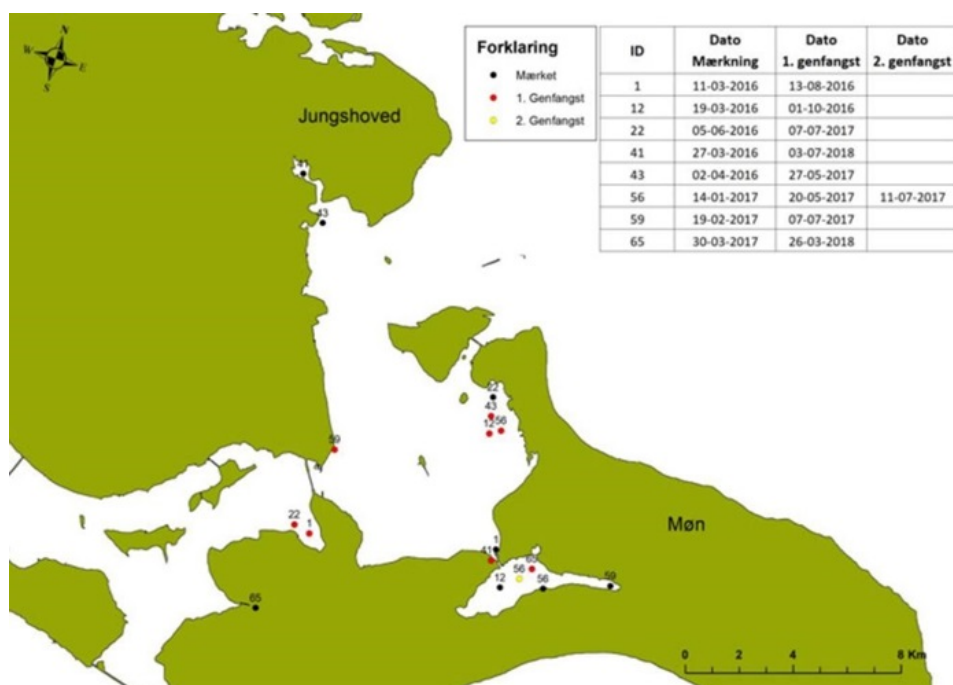 N
W
E
S
Forklaring
Mærket
1. Genfangst
2. Genfangst
ID Dato Mærkning Dato 1. genfangst Dato 2. genfangst
1 11-03-2016 13-08-2016
12 19-03-2016 01-10-2016
22 05-06-2016 07-07-2017
41 27-03-2016 03-07-2018
43 02-04-2016 27-05-2017
56 14-01-2017 20-05-2017 11-07-2017
59 19-02-2017 07-07-2017
65 30-03-2017 26-03-2018
Jungshoved
41
43
22
43
12 56
59
22
1
Møn
1
41
65
56
12
56
59
65
0 2 4 6 8 Km